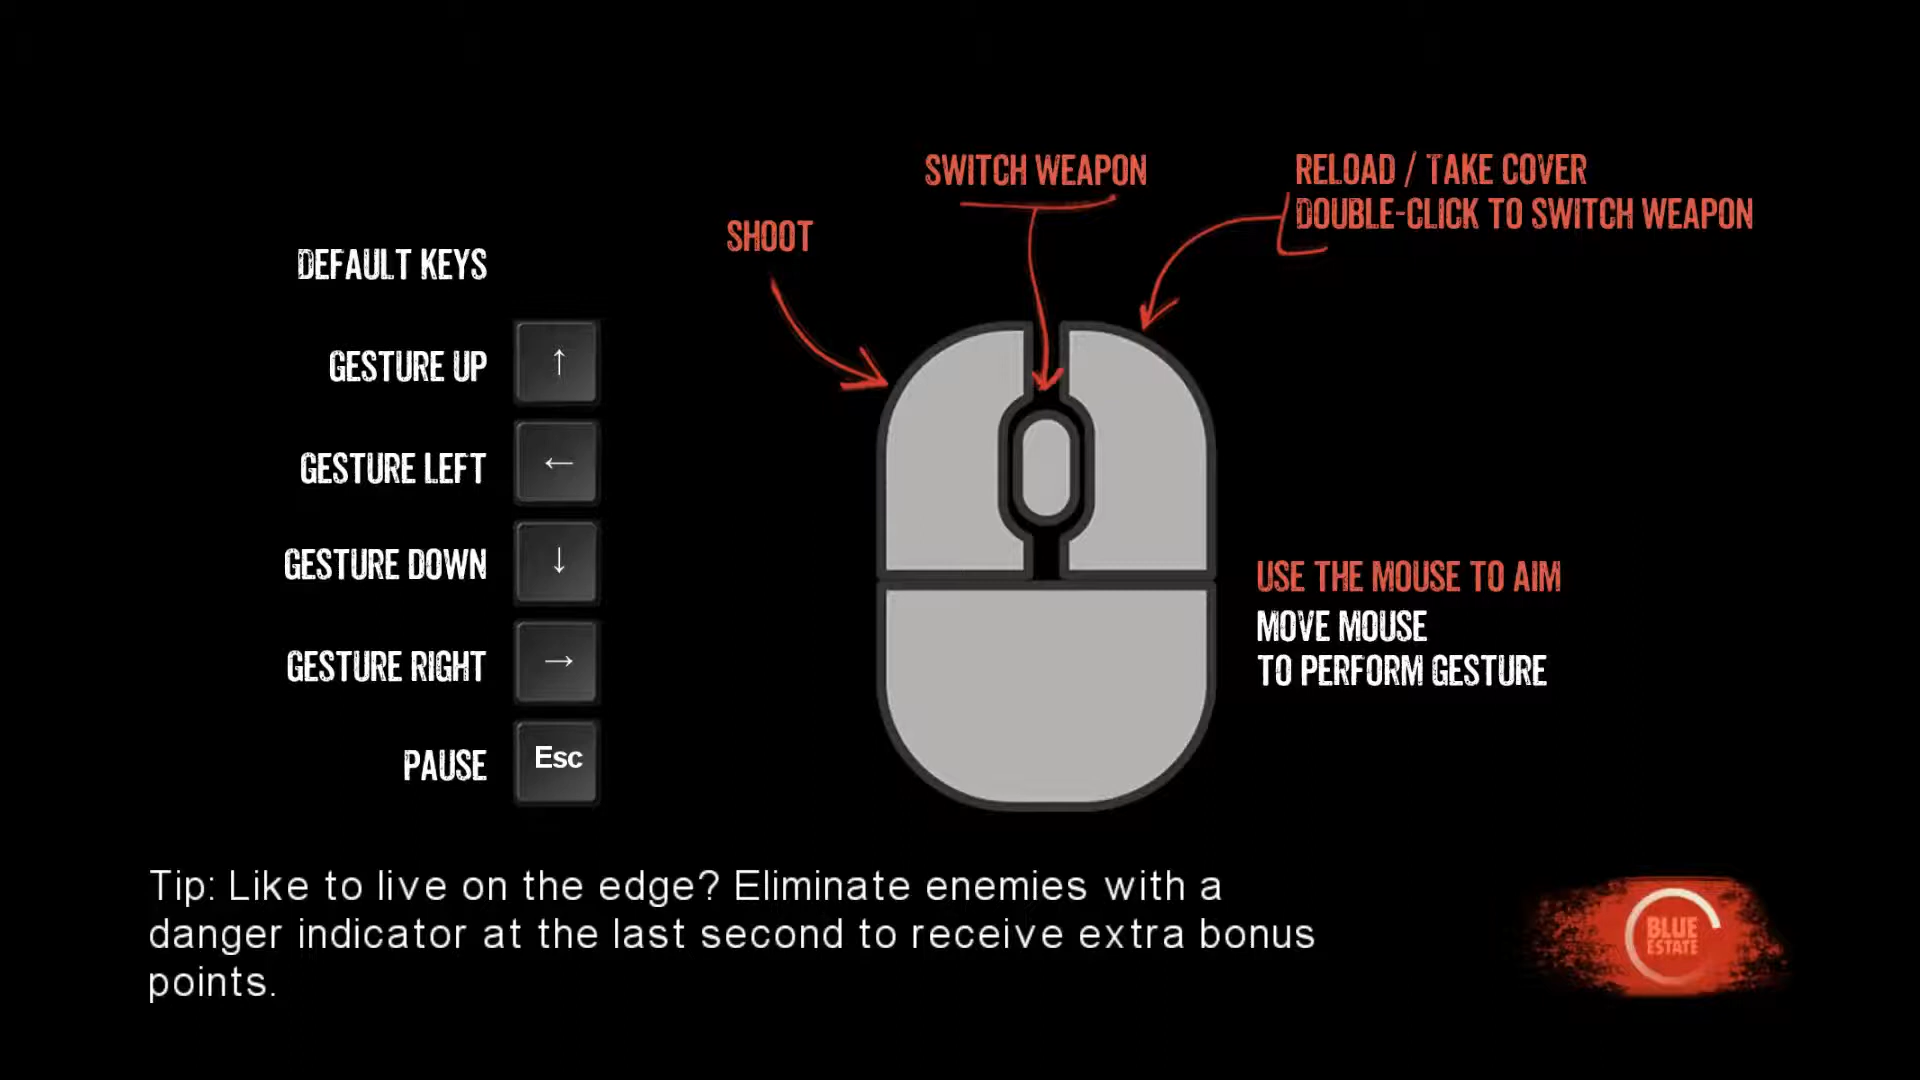 SWITCH WEAPON
RELOAD / TAKE COVER
DOUBLE-CLICK TO SWITCH WEAPON
SHOOT
DEFAULT KEYS
GESTURE UP ↑
GESTURE LEFT ←
GESTURE DOWN ↓
GESTURE RIGHT →
PAUSE Esc
USE THE MOUSE TO AIM
MOVE MOUSE
TO PERFORM GESTURE
Tip: Like to live on the edge? Eliminate enemies with a
danger indicator at the last second to receive extra bonus
points.
BLUE
ESTATE